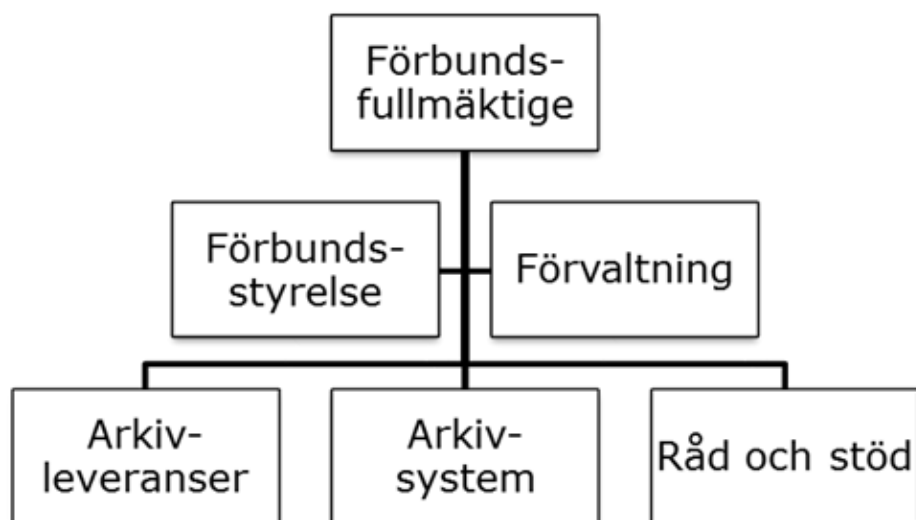 Förbunds-
fullmäktige
Förbunds-
styrelse
Förvaltning
Arkiv-
leveranser
Arkiv-
system
Råd och stöd